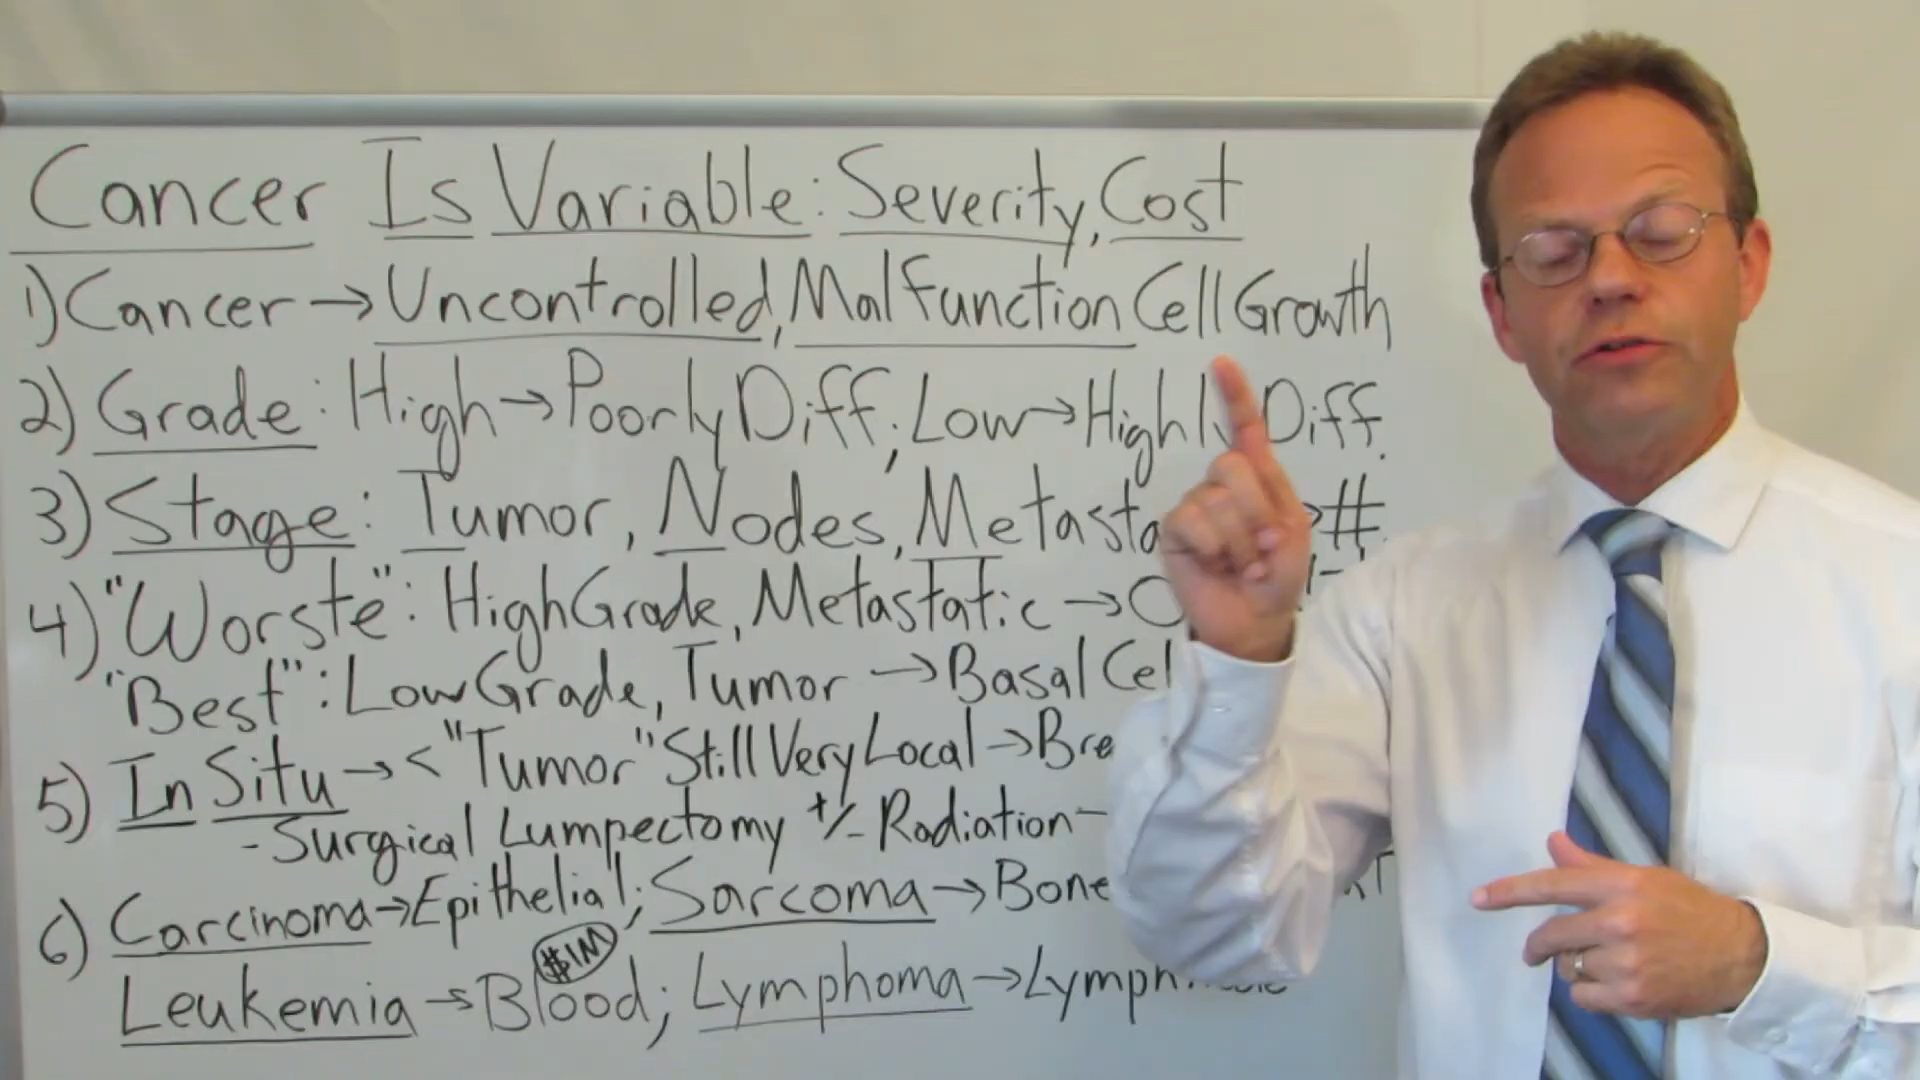 Cancer Is Variable: Severity, Cost
1) Cancer → Uncontrolled, Malfunction Cell Growth
2) Grade: High → Poorly Diff; Low → Highly Diff.
3) Stage: Tumor, Nodes, Metasta → #
4) "Worste": High Grade, Metastatic →
"Best": Low Grade, Tumor → Basal Cel
5) In Situ → < "Tumor" Still Very Local → Bre
- Surgical Lumpectomy +/- Radiation -
6) Carcinoma → Epithelial; Sarcoma → Bone
$1M
Leukemia → Blood; Lymphoma → Lymph